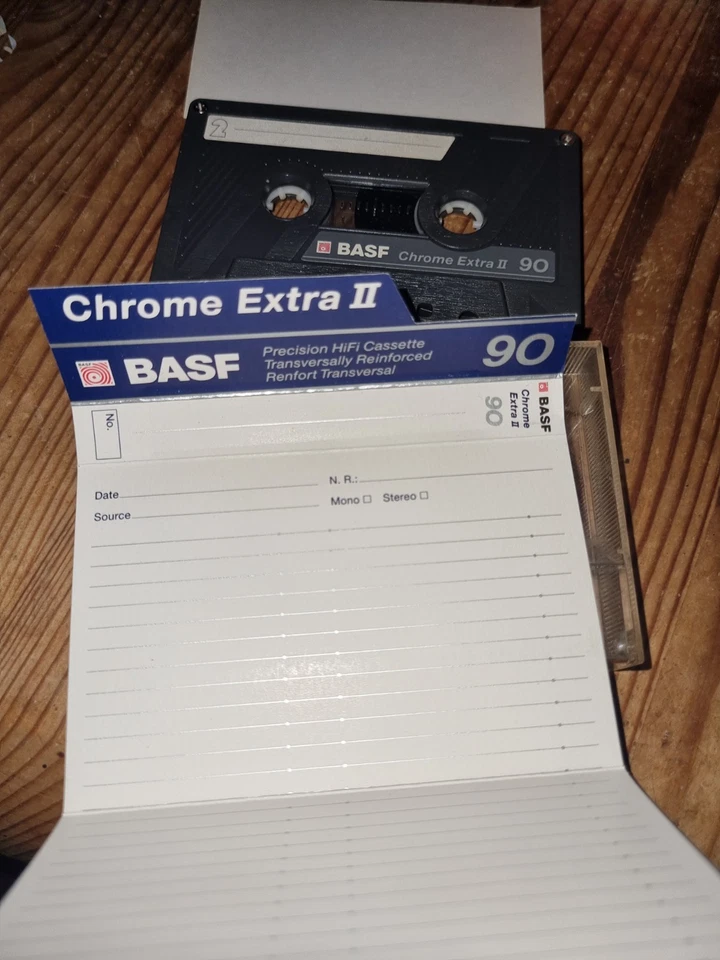 2
BASF Chrome Extra II 90
Chrome Extra II
BASF
Precision HiFi Cassette
Transversally Reinforced
Renfort Transversal
90
No.
BASF
Chrome
Extra II
90
Date
N. R.:
Source
Mono Stereo